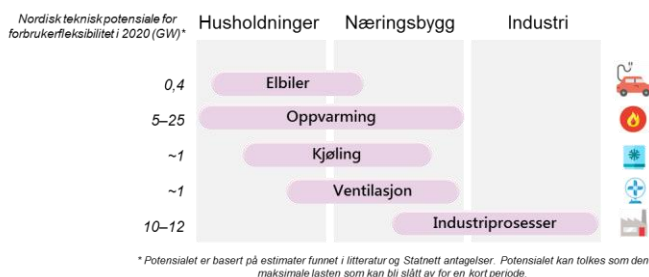 Nordisk teknisk potensiale for
forbrukerfleksibilitet i 2020 (GW)*
Husholdninger Næringsbygg Industri
0,4 Elbiler
5–25 Oppvarming
~1 Kjøling
~1 Ventilasjon
10–12 Industriprosesser
* Potensialet er basert på estimater funnet i litteratur og Statnett antagelser. Potensialet kan tolkes som den
maksimale lasten som kan bli slått av for en kort periode.